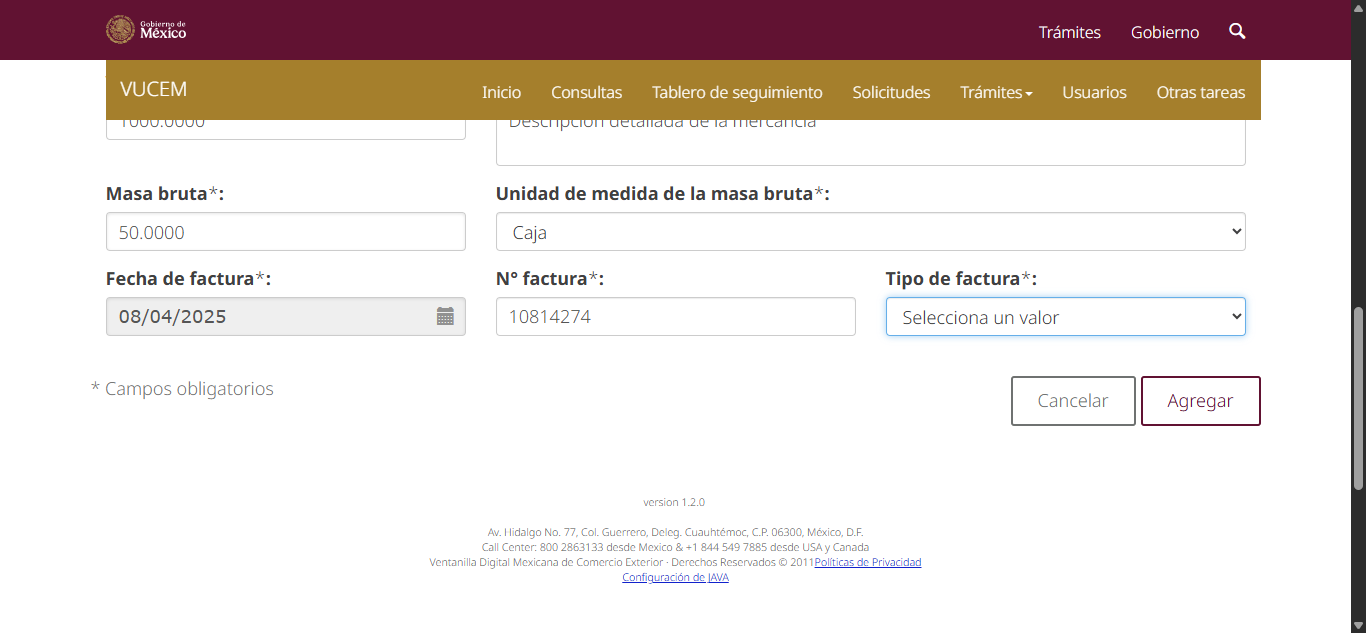 Gobierno de
México
Trámites Gobierno
VUCEM
Inicio Consultas Tablero de seguimiento Solicitudes Trámites Usuarios Otras tareas
1000.0000
Descripción detallada de la mercancía
Masa bruta*:
Unidad de medida de la masa bruta*:
50.0000
Caja
Fecha de factura*:
N° factura*:
Tipo de factura*:
08/04/2025
10814274
Selecciona un valor
* Campos obligatorios
Cancelar
Agregar
version 1.2.0
Av. Hidalgo No. 77, Col. Guerrero, Deleg. Cuauhtémoc, C.P. 06300, México, D.F.
Call Center: 800 2863133 desde Mexico & +1 844 549 7885 desde USA y Canada
Ventanilla Digital Mexicana de Comercio Exterior · Derechos Reservados © 2011Políticas de Privacidad
Configuración de JAVA